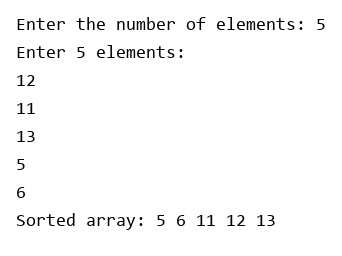 Enter the number of elements: 5
Enter 5 elements:
12
11
13
5
6
Sorted array: 5 6 11 12 13